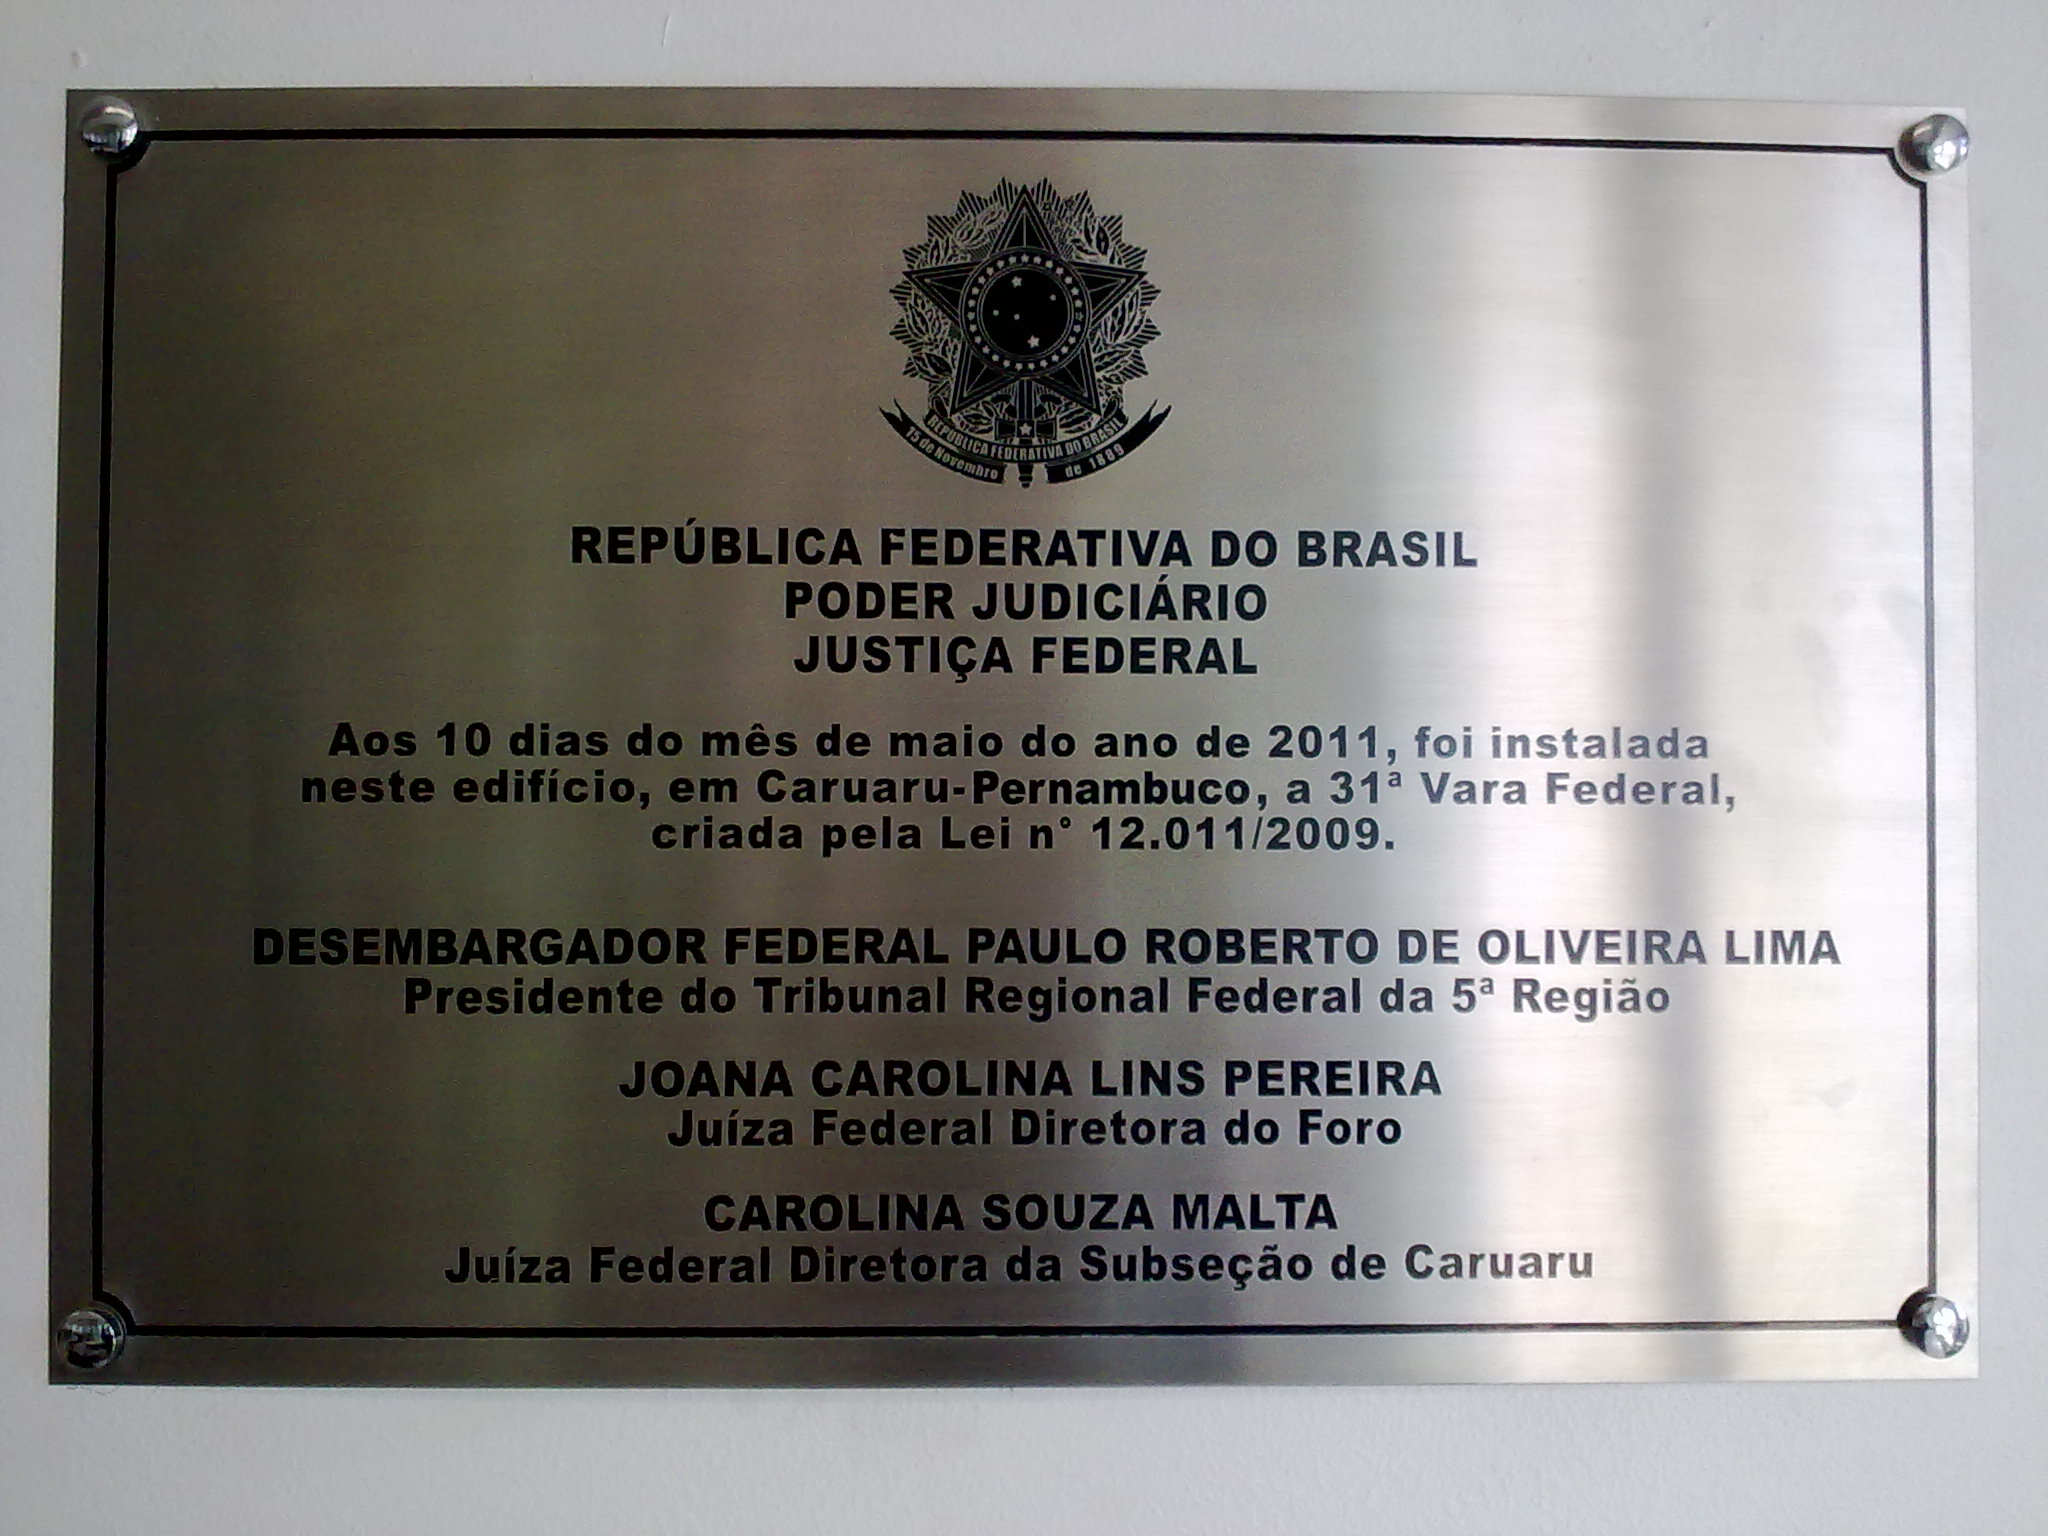 REPÚBLICA FEDERATIVA DO BRASIL
15 de Novembro de 1889
REPÚBLICA FEDERATIVA DO BRASIL
PODER JUDICIÁRIO
JUSTIÇA FEDERAL
Aos 10 dias do mês de maio do ano de 2011, foi instalada
neste edifício, em Caruaru-Pernambuco, a 31ª Vara Federal,
criada pela Lei n° 12.011/2009.
DESEMBARGADOR FEDERAL PAULO ROBERTO DE OLIVEIRA LIMA
Presidente do Tribunal Regional Federal da 5ª Região
JOANA CAROLINA LINS PEREIRA
Juíza Federal Diretora do Foro
CAROLINA SOUZA MALTA
Juíza Federal Diretora da Subseção de Caruaru